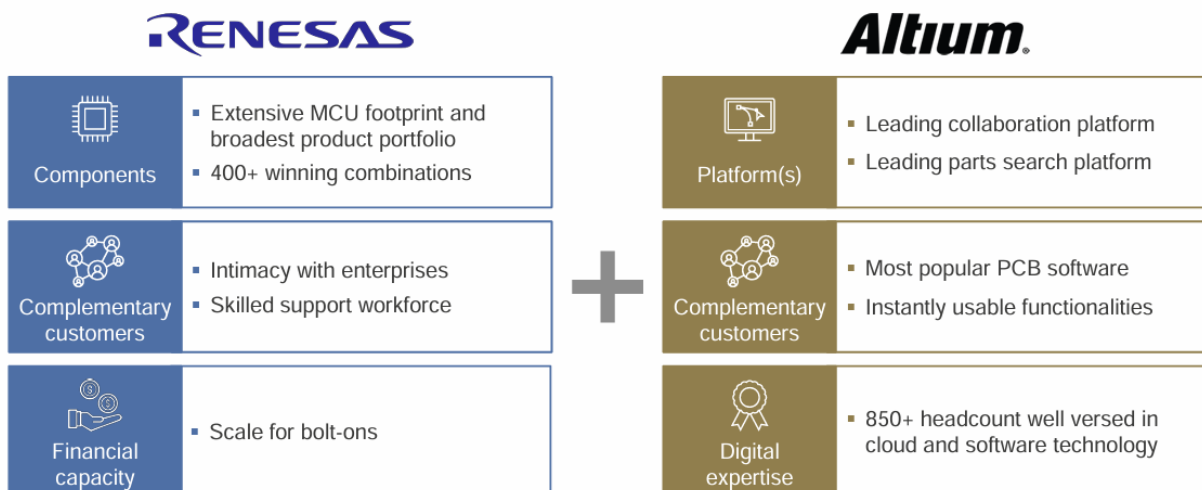 RENESAS
Components
▪ Extensive MCU footprint and
broadest product portfolio
▪ 400+ winning combinations
Complementary
customers
▪ Intimacy with enterprises
▪ Skilled support workforce
Financial
capacity
▪ Scale for bolt-ons
+
Altium®
Platform(s)
▪ Leading collaboration platform
▪ Leading parts search platform
Complementary
customers
▪ Most popular PCB software
▪ Instantly usable functionalities
Digital
expertise
▪ 850+ headcount well versed in
cloud and software technology